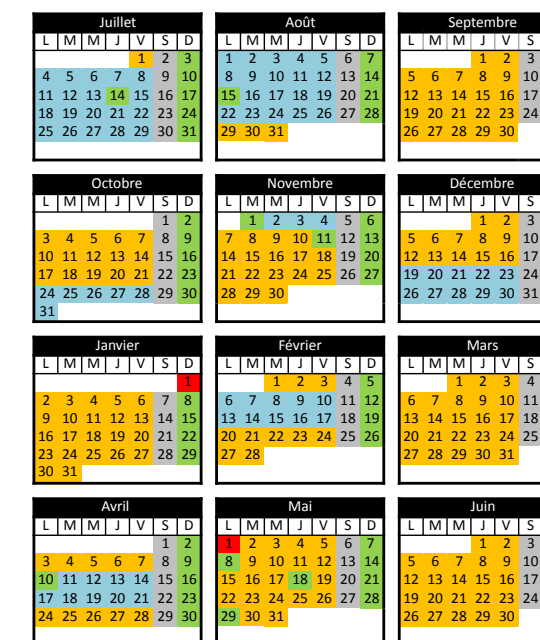 Juillet Août Septembre
L M M J V S D L M M J V S D L M M J V S
1 2 3 1 2 3 4 5 6 7 1 2 3
4 5 6 7 8 9 10 8 9 10 11 12 13 14 5 6 7 8 9 10
11 12 13 14 15 16 17 15 16 17 18 19 20 21 12 13 14 15 16 17
18 19 20 21 22 23 24 22 23 24 25 26 27 28 19 20 21 22 23 24
25 26 27 28 29 30 31 29 30 31 26 27 28 29 30
Octobre Novembre Décembre
L M M J V S D L M M J V S D L M M J V S
1 2 1 2 3 4 5 6 1 2 3
3 4 5 6 7 8 9 7 8 9 10 11 12 13 5 6 7 8 9 10
10 11 12 13 14 15 16 14 15 16 17 18 19 20 12 13 14 15 16 17
17 18 19 20 21 22 23 21 22 23 24 25 26 27 19 20 21 22 23 24
24 25 26 27 28 29 30 28 29 30 26 27 28 29 30 31
31
Janvier Février Mars
L M M J V S D L M M J V S D L M M J V S
1 1 2 3 4 5 1 2 3 4
2 3 4 5 6 7 8 6 7 8 9 10 11 12 6 7 8 9 10 11
9 10 11 12 13 14 15 13 14 15 16 17 18 19 13 14 15 16 17 18
16 17 18 19 20 21 22 20 21 22 23 24 25 26 20 21 22 23 24 25
23 24 25 26 27 28 29 27 28 27 28 29 30 31
30 31
Avril Mai Juin
L M M J V S D L M M J V S D L M M J V S
1 2 1 2 3 4 5 6 7 1 2 3
3 4 5 6 7 8 9 8 9 10 11 12 13 14 5 6 7 8 9 10
10 11 12 13 14 15 16 15 16 17 18 19 20 21 12 13 14 15 16 17
17 18 19 20 21 22 23 22 23 24 25 26 27 28 19 20 21 22 23 24
24 25 26 27 28 29 30 29 30 31 26 27 28 29 30